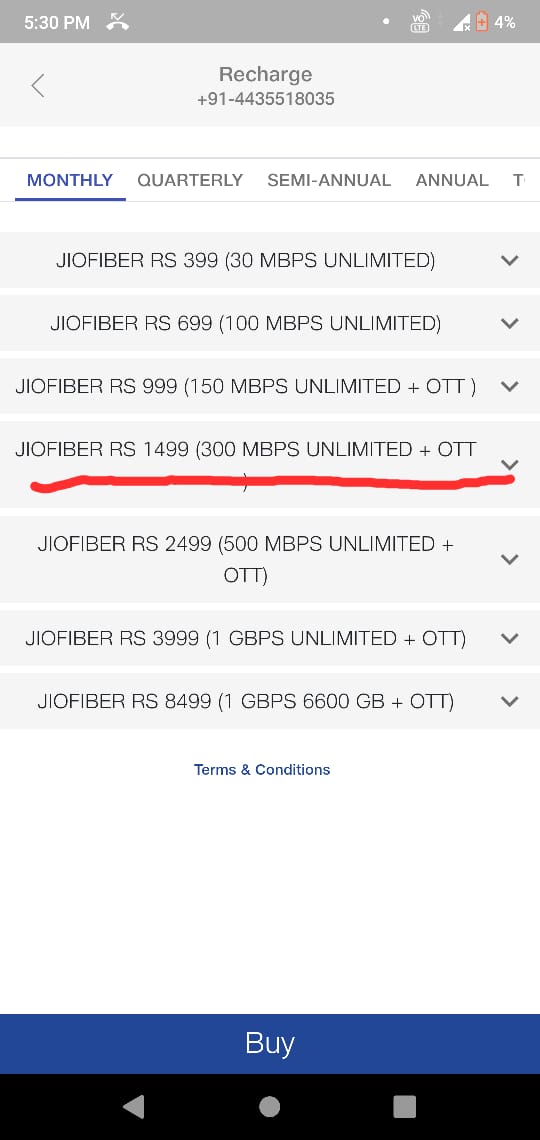 5:30 PM
VO
LTE
4%
Recharge
+91-4435518035
MONTHLY QUARTERLY SEMI-ANNUAL ANNUAL T
JIOFIBER RS 399 (30 MBPS UNLIMITED)
JIOFIBER RS 699 (100 MBPS UNLIMITED)
JIOFIBER RS 999 (150 MBPS UNLIMITED + OTT )
JIOFIBER RS 1499 (300 MBPS UNLIMITED + OTT
)
JIOFIBER RS 2499 (500 MBPS UNLIMITED +
OTT)
JIOFIBER RS 3999 (1 GBPS UNLIMITED + OTT)
JIOFIBER RS 8499 (1 GBPS 6600 GB + OTT)
Terms & Conditions
Buy